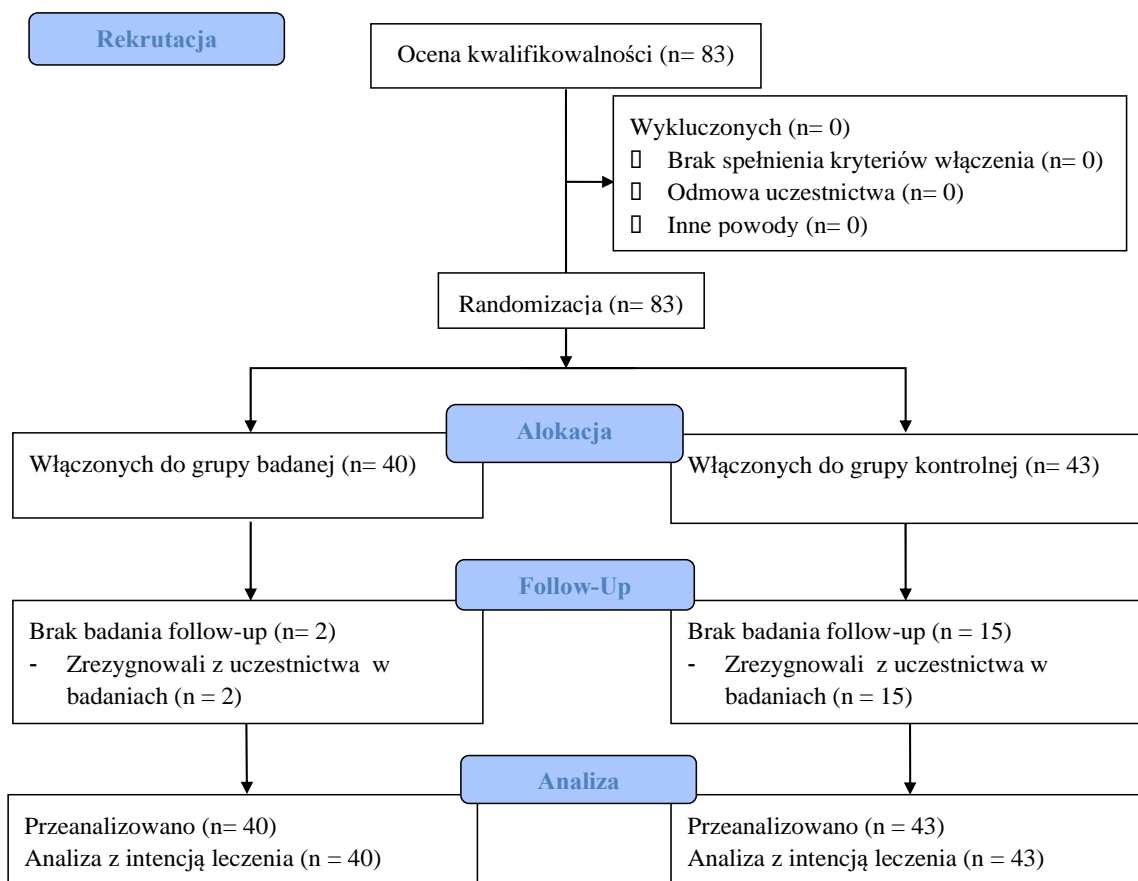 Rekrutacja
Ocena kwalifikowalności (n= 83)
Wykluczonych (n= 0)
▯ Brak spełnienia kryteriów włączenia (n= 0)
▯ Odmowa uczestnictwa (n= 0)
▯ Inne powody (n= 0)
Randomizacja (n= 83)
Alokacja
Włączonych do grupy badanej (n= 40)
Włączonych do grupy kontrolnej (n= 43)
Follow-Up
Brak badania follow-up (n= 2)
- Zrezygnowali z uczestnictwa w
badaniach (n = 2)
Brak badania follow-up (n = 15)
- Zrezygnowali z uczestnictwa w
badaniach (n = 15)
Analiza
Przeanalizowano (n= 40)
Analiza z intencją leczenia (n = 40)
Przeanalizowano (n = 43)
Analiza z intencją leczenia (n = 43)